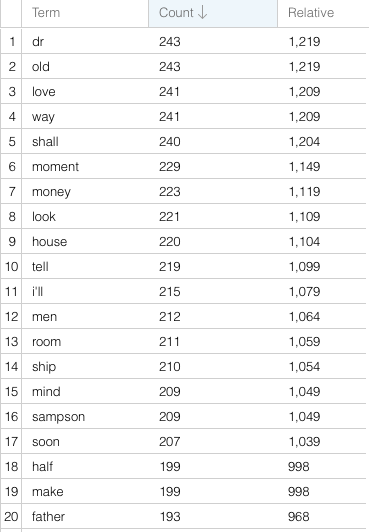 Term Count ↓ Relative
1 dr 243 1,219
2 old 243 1,219
3 love 241 1,209
4 way 241 1,209
5 shall 240 1,204
6 moment 229 1,149
7 money 223 1,119
8 look 221 1,109
9 house 220 1,104
10 tell 219 1,099
11 i'll 215 1,079
12 men 212 1,064
13 room 211 1,059
14 ship 210 1,054
15 mind 209 1,049
16 sampson 209 1,049
17 soon 207 1,039
18 half 199 998
19 make 199 998
20 father 193 968